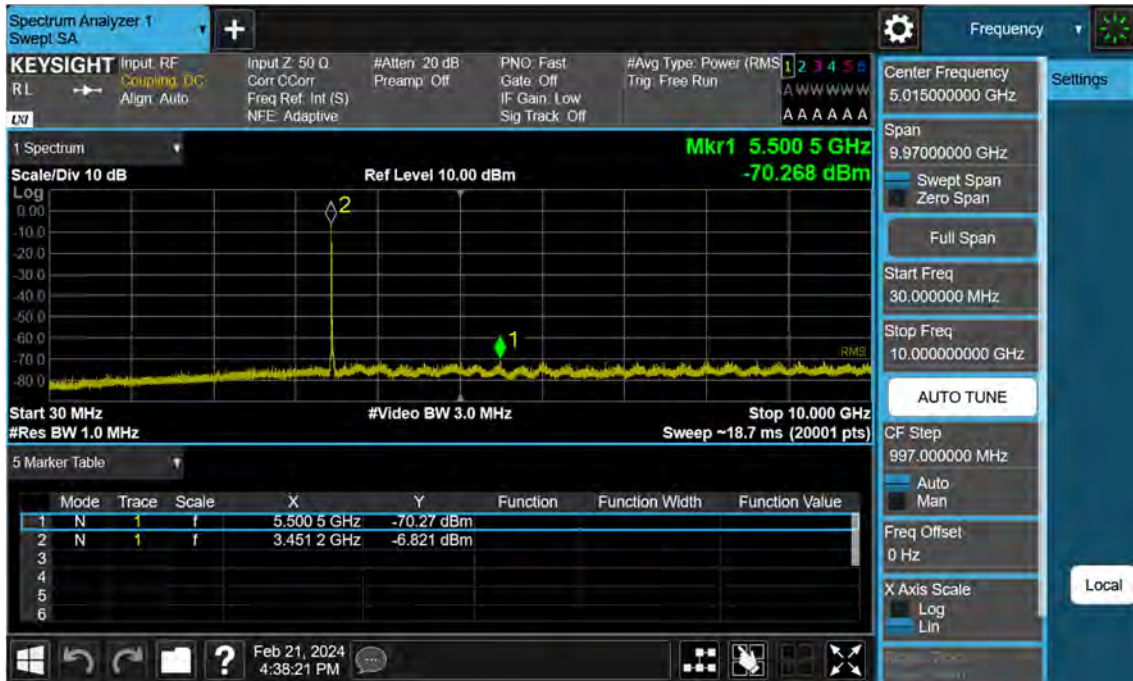 Spectrum Analyzer 1
Swept SA
+
Frequency
KEYSIGHT
RL
LXI
Input: RF
Coupling: DC
Align: Auto
Input Z: 50 Ω
Corr CCorr
Freq Ref: Int (S)
NFE: Adaptive
#Atten: 20 dB
Preamp: Off
PNO: Fast
Gate: Off
IF Gain: Low
Sig Track: Off
#Avg Type: Power (RMS
Trig: Free Run
1 2 3 4 5 6
A W W W W W
A A A A A A
1 Spectrum
Scale/Div 10 dB
Ref Level 10.00 dBm
Mkr1 5.500 5 GHz
-70.268 dBm
Log
0.00
-10.0
-20.0
-30.0
-40.0
-50.0
-60.0
-70.0
-80.0
2
1
RMS
Start 30 MHz
#Video BW 3.0 MHz
Stop 10.000 GHz
#Res BW 1.0 MHz
Sweep ~18.7 ms (20001 pts)
5 Marker Table
Mode Trace Scale X Y Function Function Width Function Value
1 N 1 f 5.500 5 GHz -70.27 dBm
2 N 1 f 3.451 2 GHz -6.821 dBm
3
4
5
6
?
Feb 21, 2024
4:38:21 PM
Center Frequency
5.015000000 GHz
Settings
Span
9.97000000 GHz
Swept Span
Zero Span
Full Span
Start Freq
30.000000 MHz
Stop Freq
10.000000000 GHz
AUTO TUNE
CF Step
997.000000 MHz
Auto
Man
Freq Offset
0 Hz
X Axis Scale
Log
Lin
Local